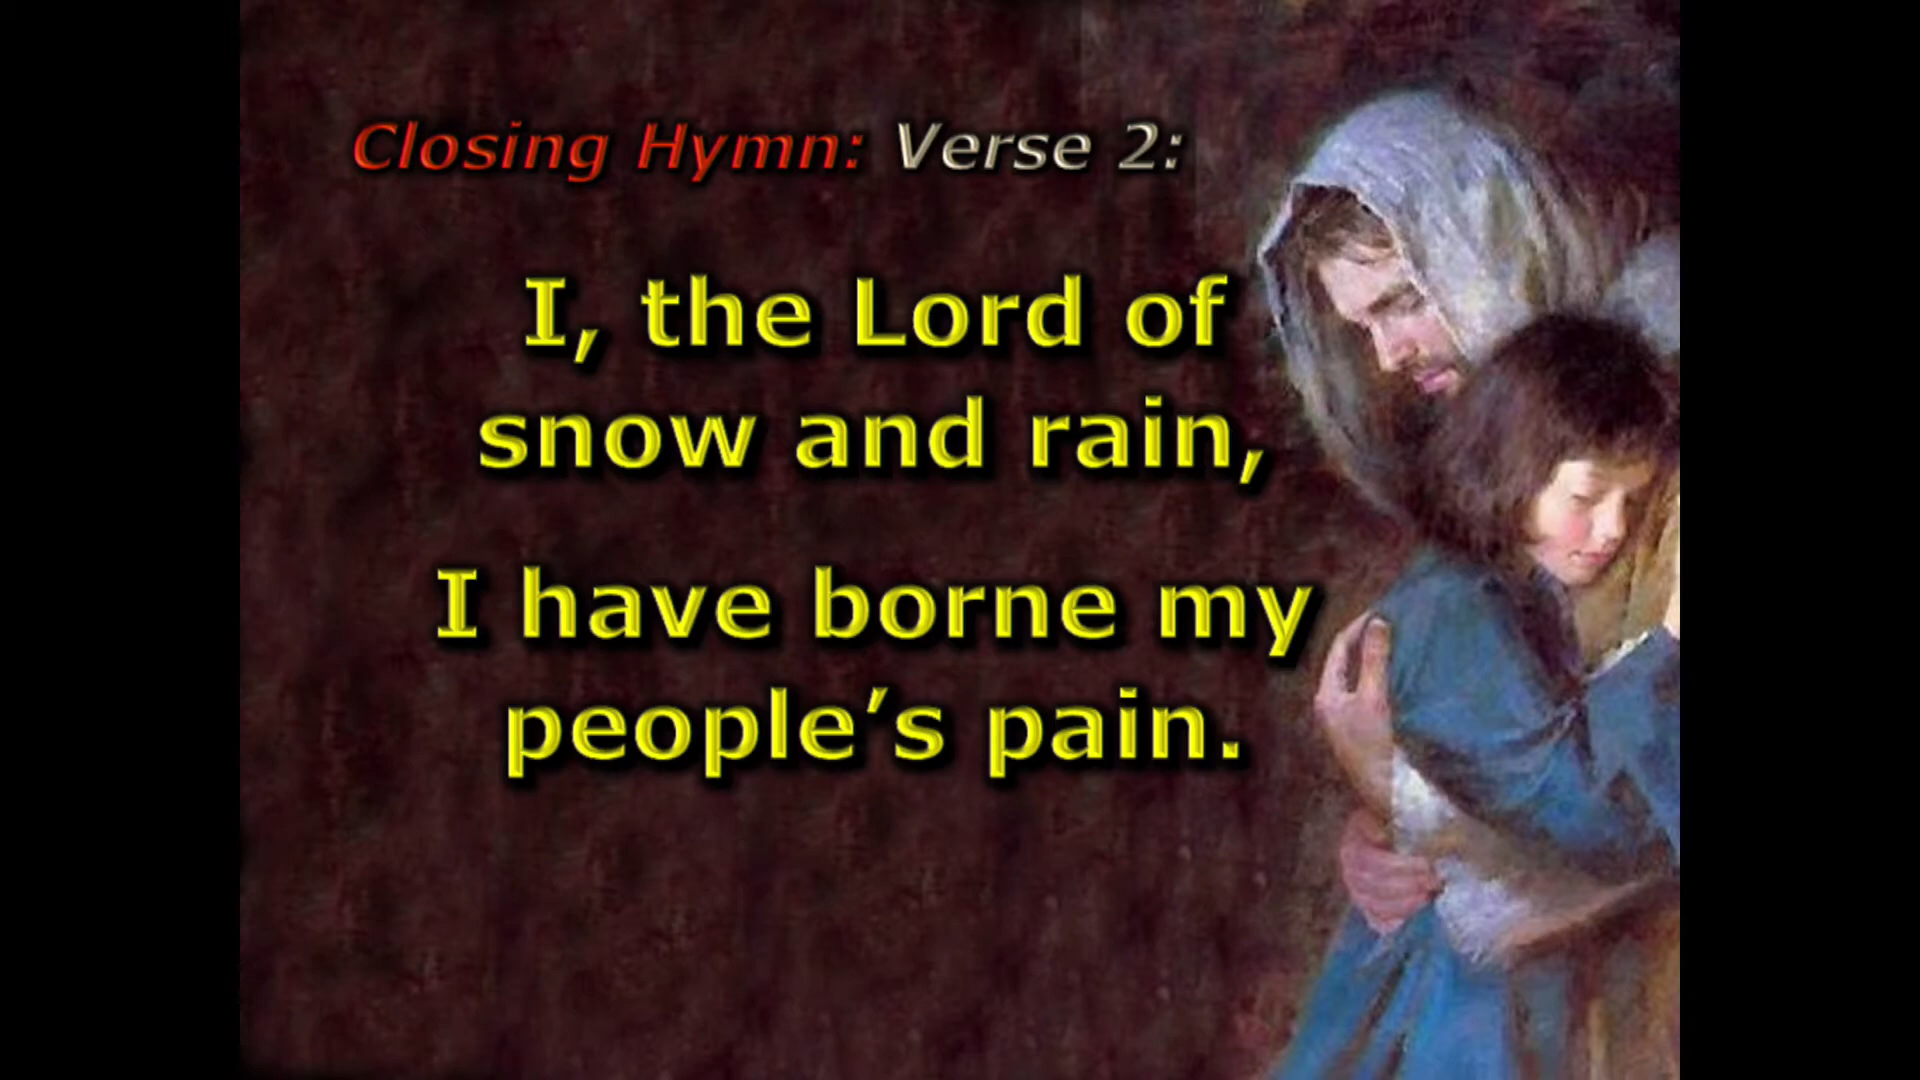 Closing Hymn: Verse 2:
I, the Lord of
snow and rain,
I have borne my
people’s pain.